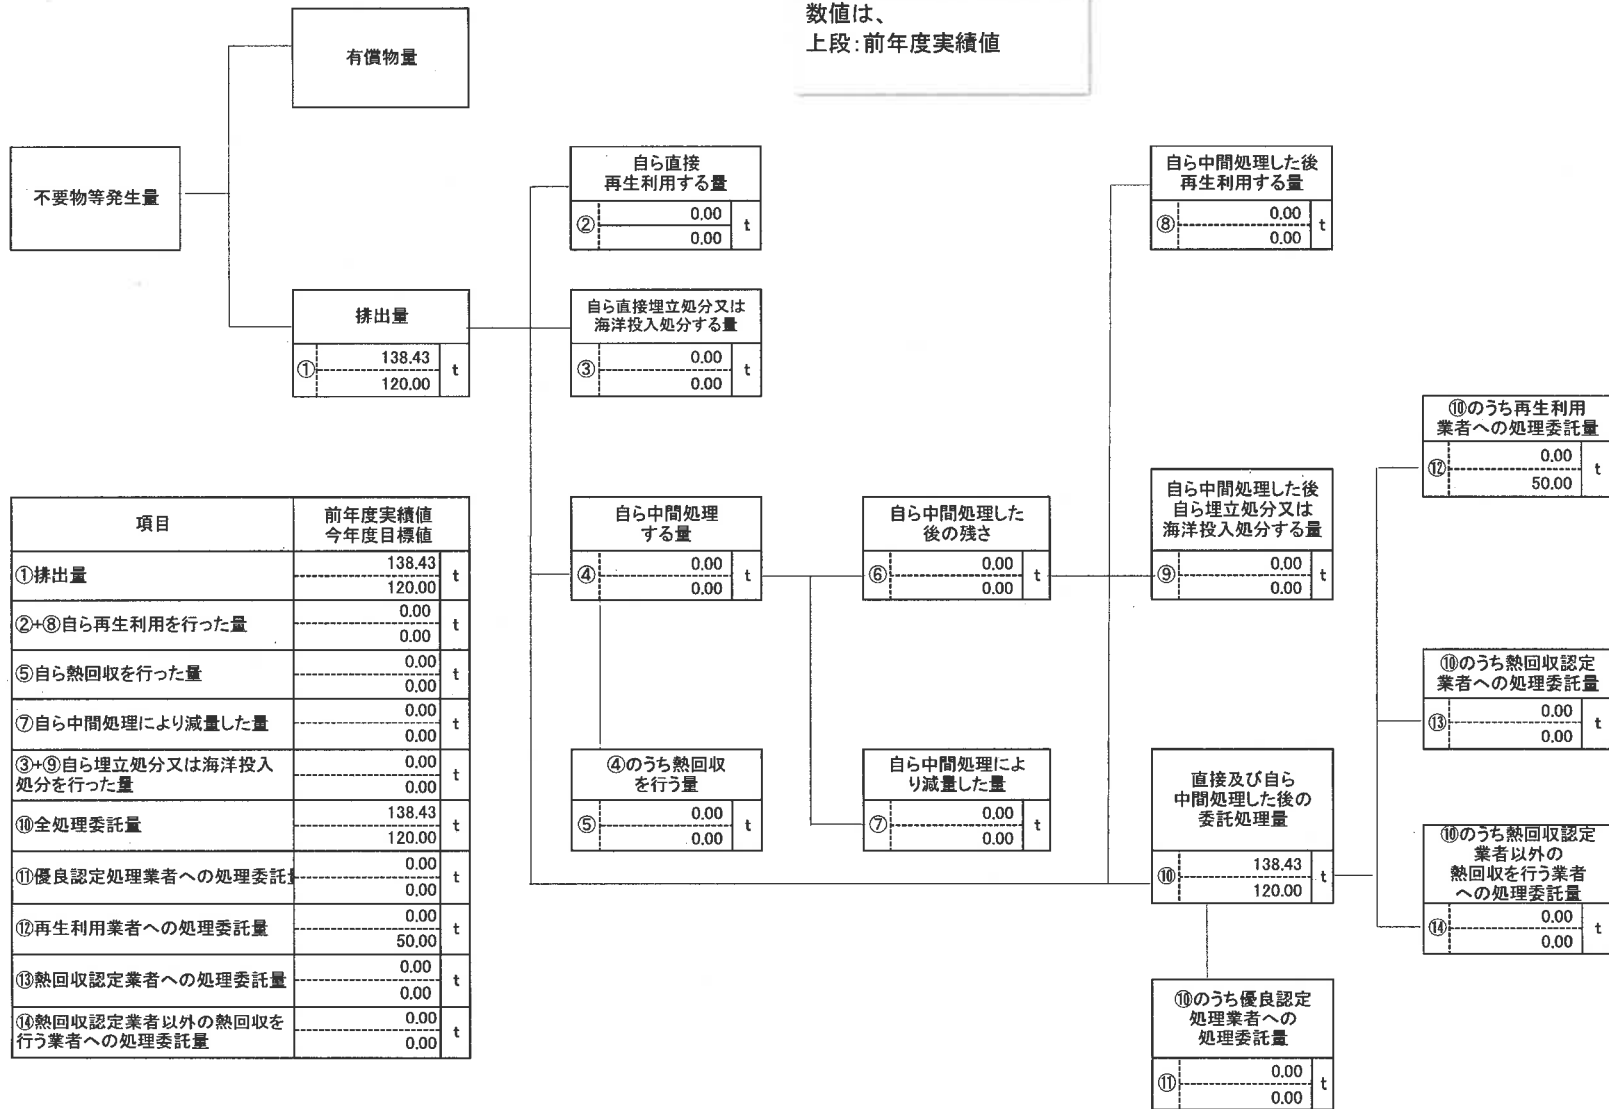 数値は、
上段:前年度実績値
有償物量
不要物等発生量
排出量
①
138.43
120.00
t
自ら直接
再生利用する量
②
0.00
0.00
t
自ら直接埋立処分又は
海洋投入処分する量
③
0.00
0.00
t
自ら中間処理した後
再生利用する量
⑧
0.00
0.00
t
自ら中間処理
する量
④
0.00
0.00
t
自ら中間処理した
後の残さ
⑥
0.00
0.00
t
自ら中間処理した後
自ら埋立処分又は
海洋投入処分する量
⑨
0.00
0.00
t
⑩のうち再生利用
業者への処理委託量
⑫
0.00
50.00
t
⑩のうち熱回収認定
業者への処理委託量
⑬
0.00
0.00
t
④のうち熱回収
を行う量
⑤
0.00
0.00
t
自ら中間処理によ
り減量した量
⑦
0.00
0.00
t
直接及び自ら
中間処理した後の
委託処理量
⑩
138.43
120.00
t
⑩のうち熱回収認定
業者以外の
熱回収を行う業者
への処理委託量
⑭
0.00
0.00
t
⑩のうち優良認定
処理業者への
処理委託量
⑪
0.00
0.00
t
項目
前年度実績値
今年度目標値
①排出量
138.43
120.00
t
②+⑧自ら再生利用を行った量
0.00
0.00
t
⑤自ら熱回収を行った量
0.00
0.00
t
⑦自ら中間処理により減量した量
0.00
0.00
t
③+⑨自ら埋立処分又は海洋投入
処分を行った量
0.00
0.00
t
⑩全処理委託量
138.43
120.00
t
⑪優良認定処理業者への処理委託
0.00
0.00
t
⑫再生利用業者への処理委託量
0.00
50.00
t
⑬熱回収認定業者への処理委託量
0.00
0.00
t
⑭熱回収認定業者以外の熱回収を
行う業者への処理委託量
0.00
0.00
t